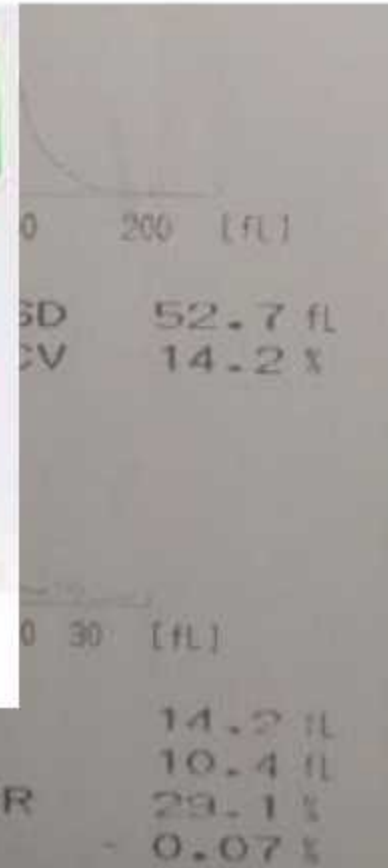 0 200 [fL]
SD 52.7 fL
CV 14.2 %
0 30 [fL]
14.2 fL
10.4 fL
R 29.1 %
0.07 %